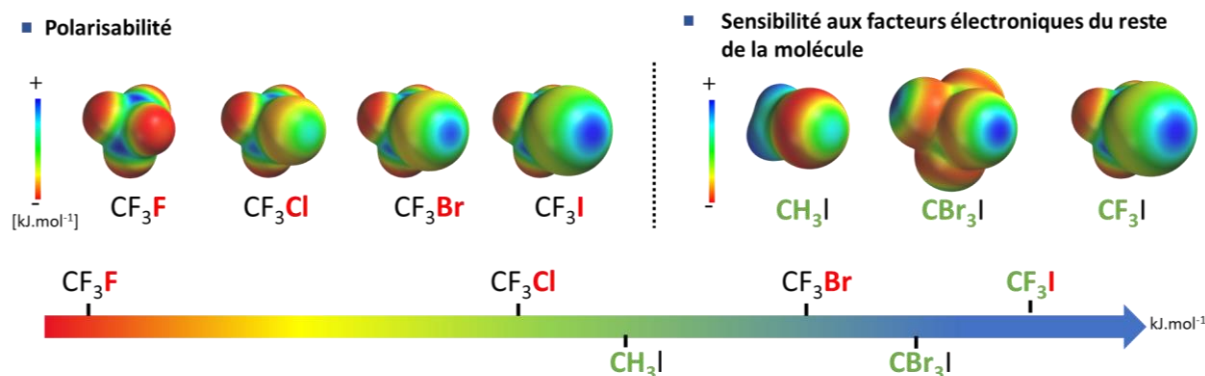 Polarisabilité
Sensibilité aux facteurs électroniques du reste
de la molécule
+
-
[kJ.mol⁻¹]
CF₃F
CF₃Cl
CF₃Br
CF₃I
+
-
CH₃I
CBr₃I
CF₃I
CF₃F
CF₃Cl
CF₃Br
CF₃I
kJ.mol⁻¹
CH₃I
CBr₃I